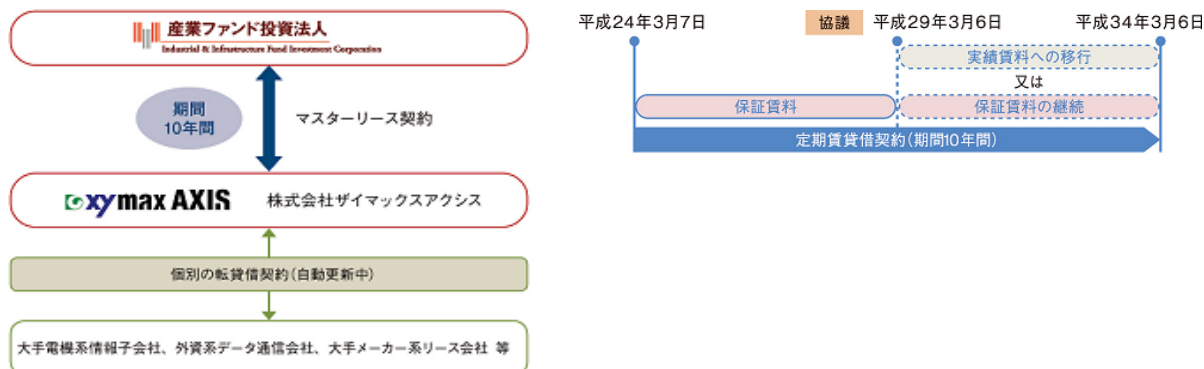 産業ファンド投資法人
Industrial & Infrastructure Fund Investment Corporation
期間
10年間
マスターリース契約
xymax AXIS 株式会社ザイマックスアクシス
個別の転貸借契約(自動更新中)
大手電機系情報子会社、外資系データ通信会社、大手メーカー系リース会社 等
平成24年3月7日 協議 平成29年3月6日 平成34年3月6日
実績賃料への移行
又は
保証賃料 保証賃料の継続
定期賃貸借契約(期間10年間)